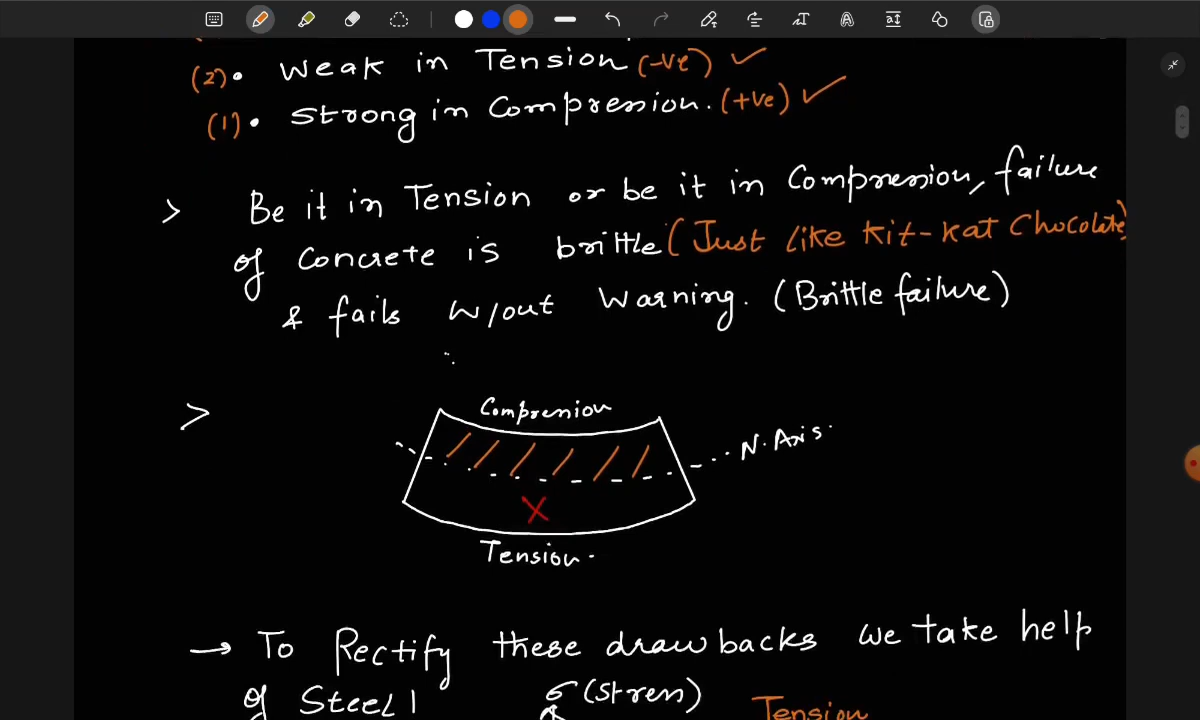 (2). Weak in Tension (-ve) ✓
(1). Strong in Compression. (+ve) ✓
> Be it in Tension or be it in Compression, failure
of Concrete is brittle (Just like Kit-Kat Chocolate)
& fails w/out Warning. (Brittle failure)
>
Compression
N. Axis.
X
Tension.
→ To Rectify these drawbacks we take help
of Steel!
σ (Stress)
Tension